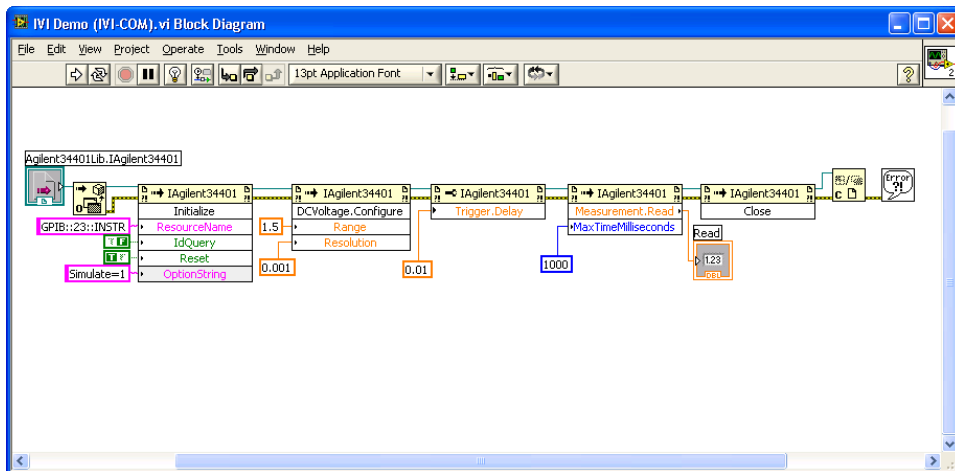 IVI Demo (IVI-COM).vi Block Diagram
File Edit View Project Operate Tools Window Help
13pt Application Font
2
Agilent34401Lib.IAgilent34401
IAgilent34401 IAgilent34401 IAgilent34401 IAgilent34401 IAgilent34401
Error
Initialize DCVoltage.Configure Trigger.Delay Measurement.Read Close
GPIB::23::INSTR ResourceName 1.5 Range MaxTimeMilliseconds Read
IdQuery Resolution
Reset 0.001 0.01 1000 1.23
Simulate=1 OptionString DBL